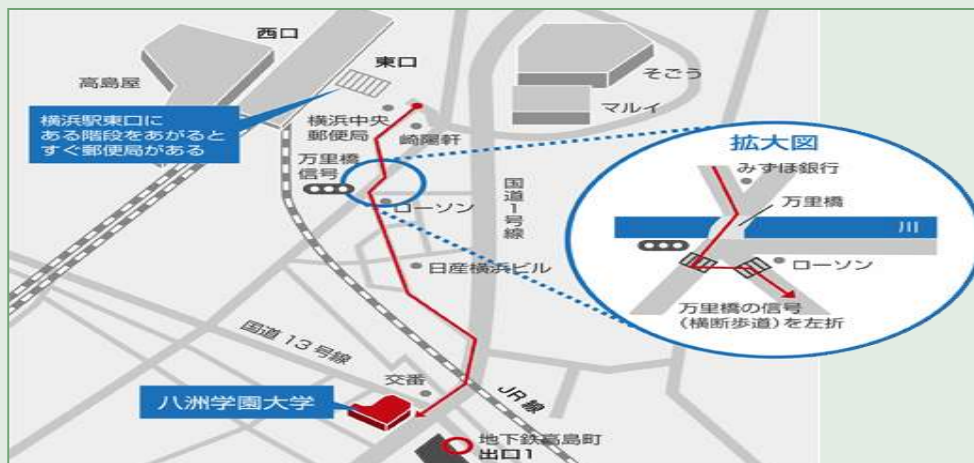 西口
東口
高島屋
そごう
マルイ
横浜駅東口に
ある階段をあがると
すぐ郵便局がある
横浜中央
郵便局
崎陽軒
万里橋
信号
ローソン
国道1号線
日産横浜ビル
拡大図
みずほ銀行
万里橋
川
ローソン
万里橋の信号
(横断歩道)を左折
国道13号線
交番
JR線
八洲学園大学
地下鉄高島町
出口1